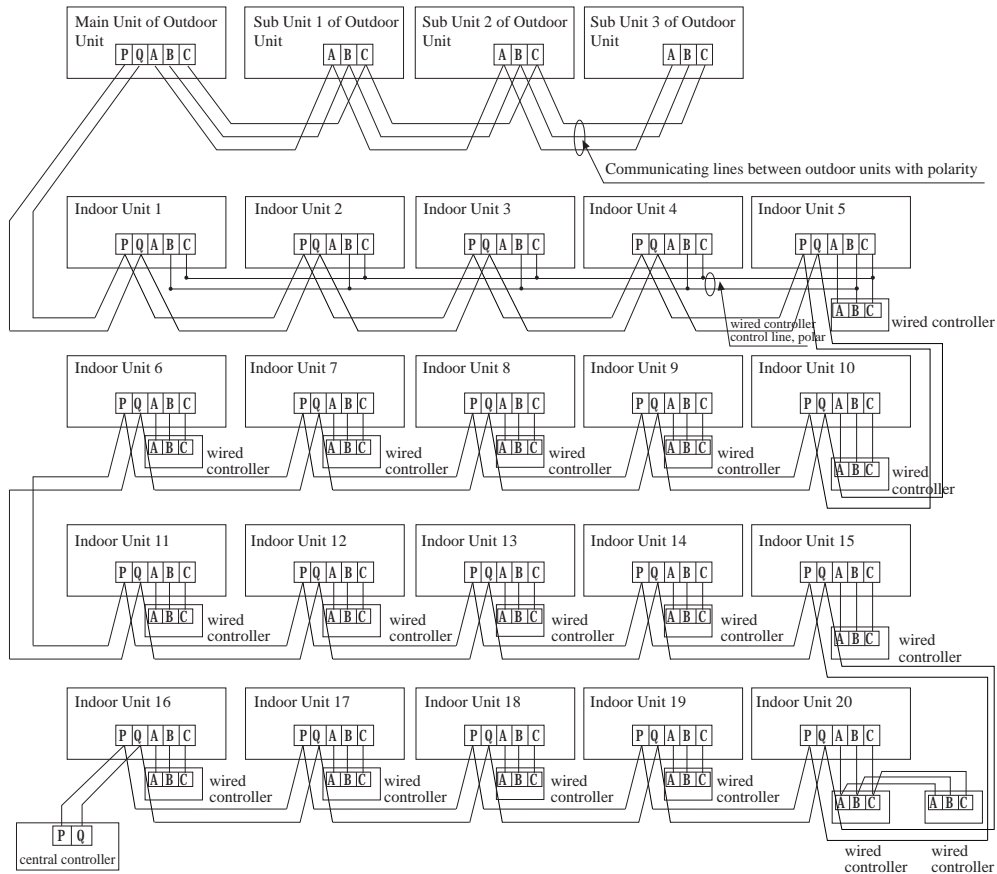 Main Unit of Outdoor
Unit
P Q A B C
Sub Unit 1 of Outdoor
Unit
A B C
Sub Unit 2 of Outdoor
Unit
A B C
Sub Unit 3 of Outdoor
Unit
A B C
Communicating lines between outdoor units with polarity
Indoor Unit 1
P Q A B C
Indoor Unit 2
P Q A B C
Indoor Unit 3
P Q A B C
Indoor Unit 4
P Q A B C
Indoor Unit 5
P Q A B C
A B C
wired controller
wired controller
control line, polar
Indoor Unit 6
P Q A B C
A B C
wired
controller
Indoor Unit 7
P Q A B C
A B C
wired
controller
Indoor Unit 8
P Q A B C
A B C
wired
controller
Indoor Unit 9
P Q A B C
A B C
wired
controller
Indoor Unit 10
P Q A B C
A B C
wired
controller
Indoor Unit 11
P Q A B C
A B C
wired
controller
Indoor Unit 12
P Q A B C
A B C
wired
controller
Indoor Unit 13
P Q A B C
A B C
wired
controller
Indoor Unit 14
P Q A B C
A B C
wired
controller
Indoor Unit 15
P Q A B C
A B C
wired
controller
Indoor Unit 16
P Q A B C
A B C
wired
controller
Indoor Unit 17
P Q A B C
A B C
wired
controller
Indoor Unit 18
P Q A B C
A B C
wired
controller
Indoor Unit 19
P Q A B C
A B C
wired
controller
Indoor Unit 20
P Q A B C
A B C
wired
controller
A B C
wired
controller
P Q
central controller